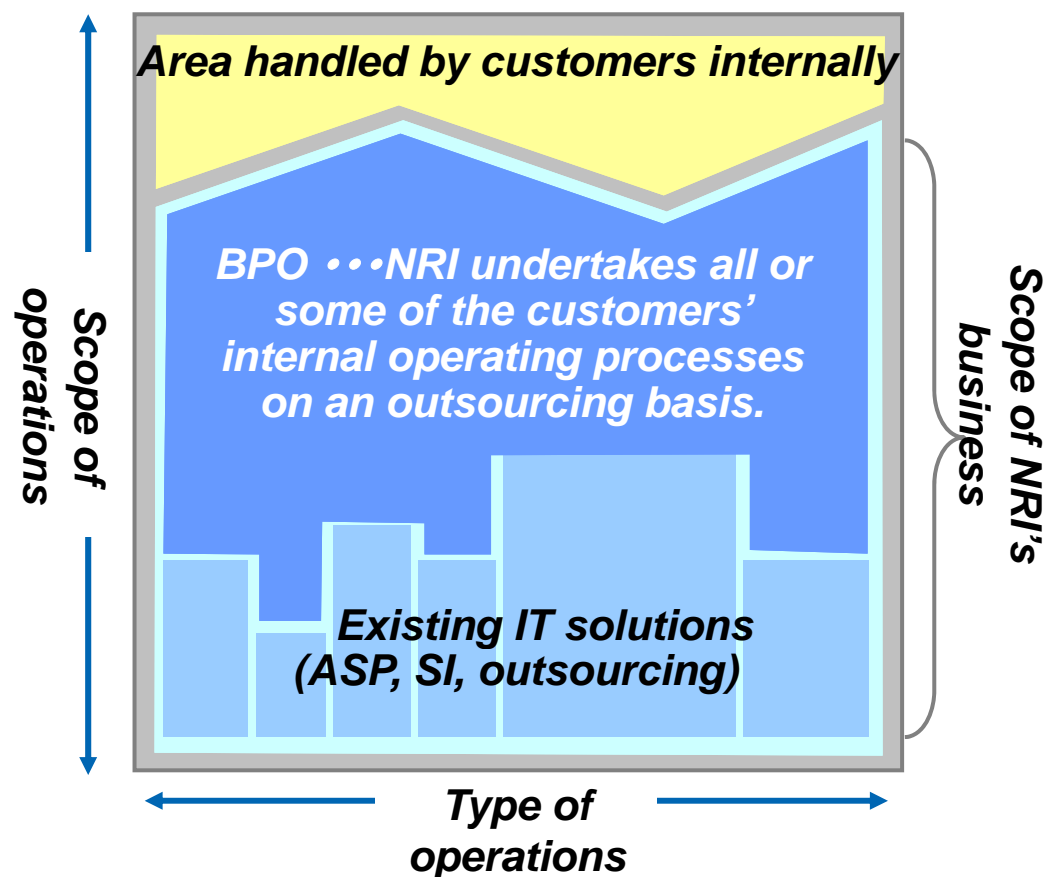 Area handled by customers internally
BPO •••NRI undertakes all or
some of the customers’
internal operating processes
on an outsourcing basis.
Existing IT solutions
(ASP, SI, outsourcing)
Scope of
operations
Scope of NRI's
business
Type of
operations